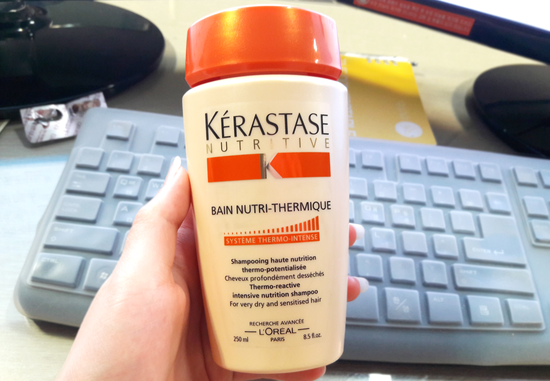 KÉRASTASE
NUTRITIVE
K
BAIN NUTRI-THERMIQUE
SYSTÈME THERMO-INTENSE
Shampooing haute nutrition
thermo-potentialisée
Cheveux profondément desséchés
Thermo-reactive
intensive nutrition shampoo
For very dry and sensitised hair
RECHERCHE AVANCÉE
L'ORÉAL
PARIS
250 ml
8.5 fl.oz.